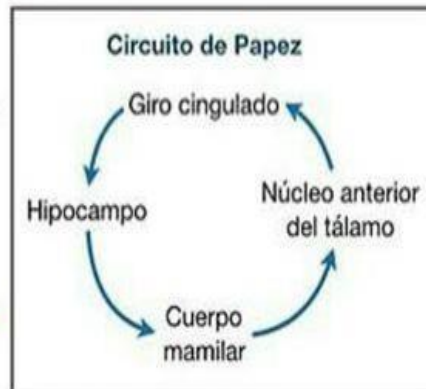 Circuito de Papez
Giro cingulado
Núcleo anterior
del tálamo
Hipocampo
Cuerpo
mamilar